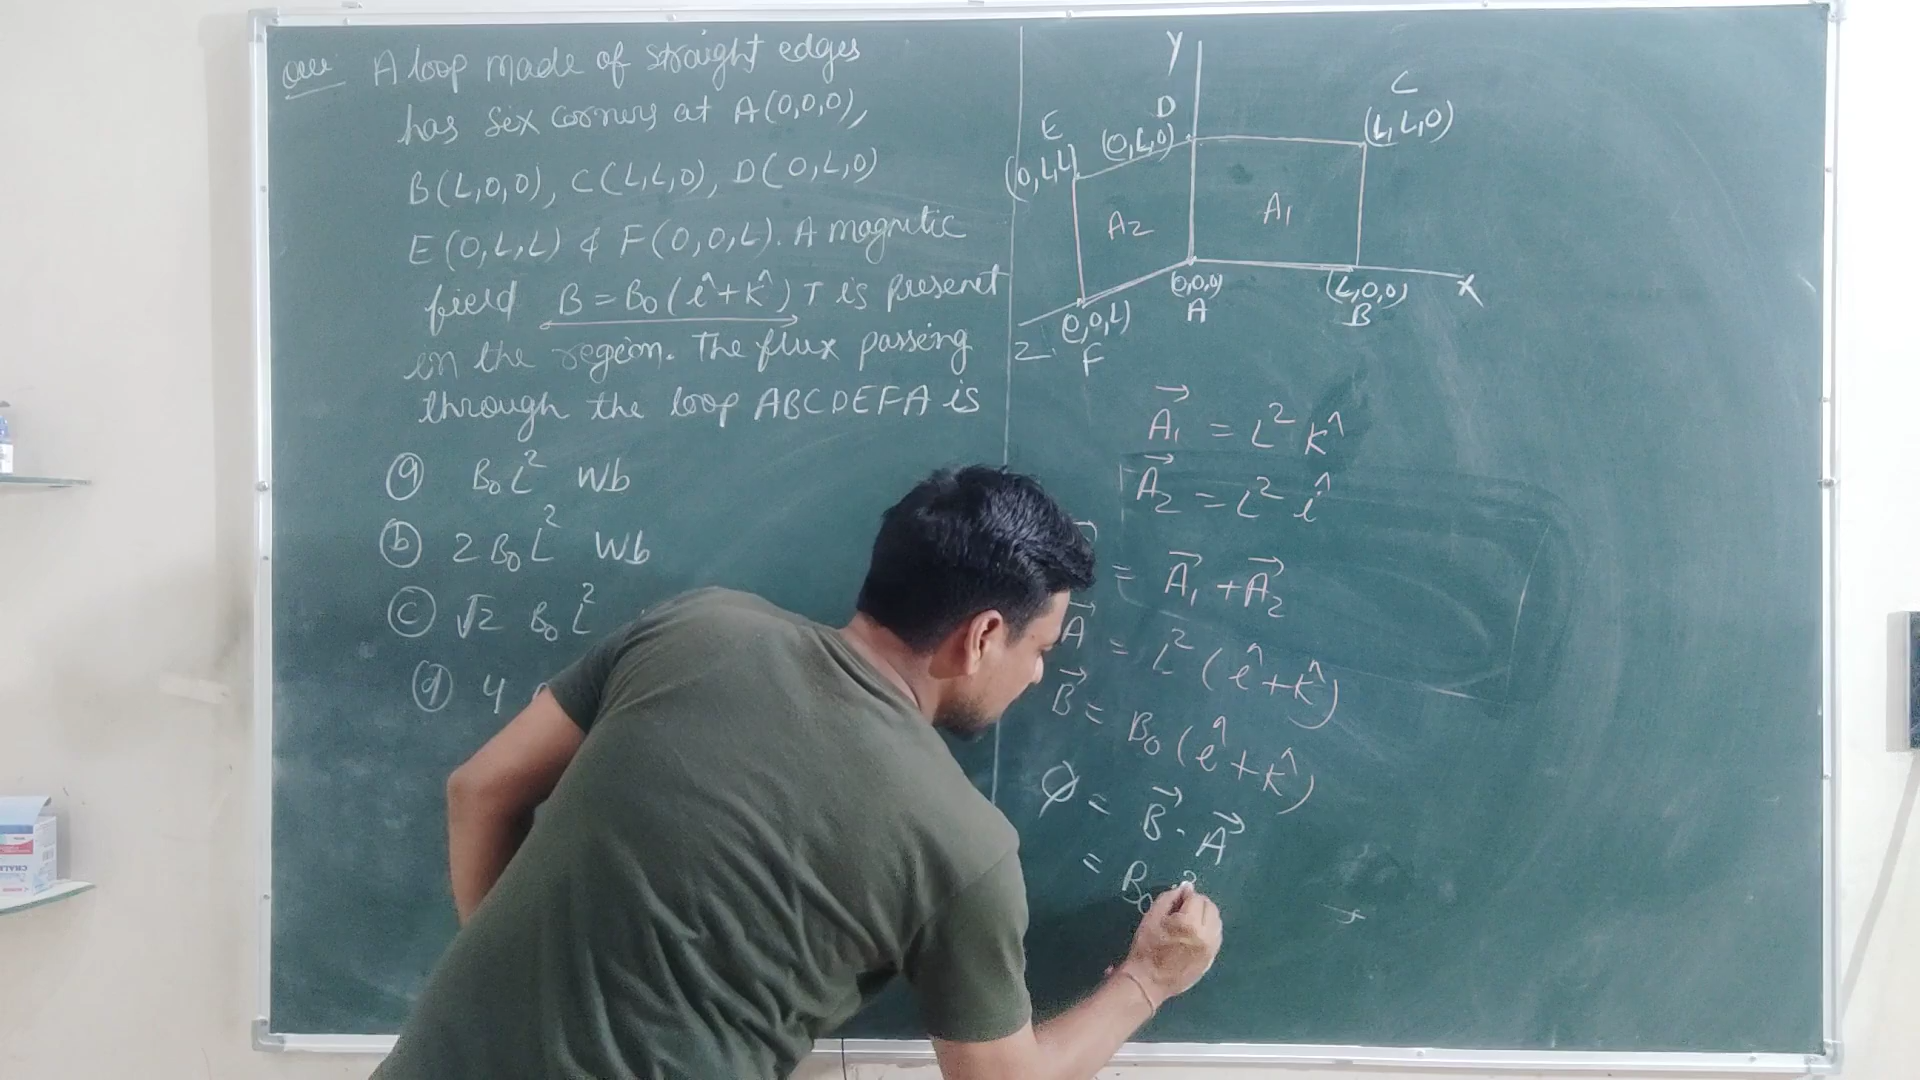 Que A loop made of straight edges
has six corners at A(0,0,0),
B(L,0,0), C(L,L,0), D(0,L,0)
E(0,L,L) & F(0,0,L). A magnetic
field B = B₀(î+k̂) T is present
in the region. The flux passing
through the loop ABCDEFA is
(a) B₀L² Wb
(b) 2B₀L² Wb
(c) √2 B₀L²
(d) 4
Y
C
(L,L,0)
D
(0,L,0)
E
(0,L,L)
A₂
A₁
(0,0,0)
A
(L,0,0)
B
X
(0,0,L)
F
Z
A₁⃗ = L² k̂
A₂⃗ = L² î
= A₁⃗ + A₂⃗
A⃗ = L² (î+k̂)
B⃗ = B₀ (î+k̂)
Ø = B⃗ · A⃗
= B₀